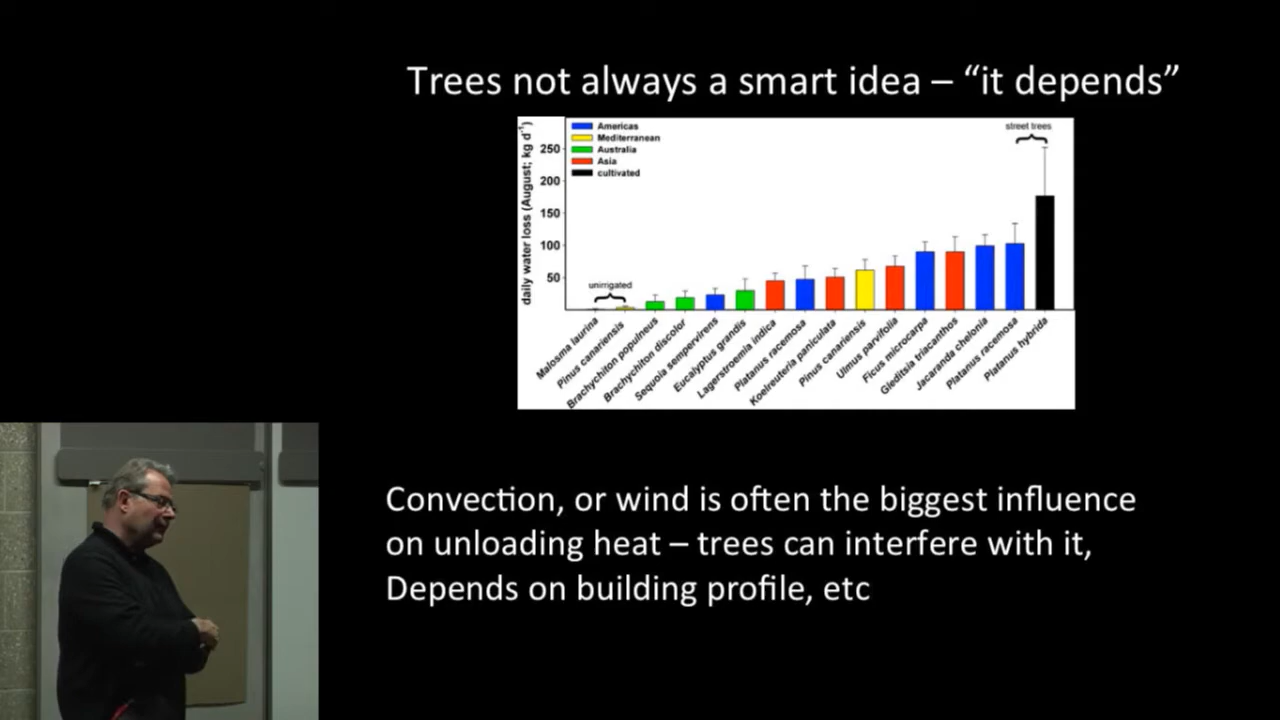 Trees not always a smart idea – “it depends”
daily water loss (August; kg d⁻¹)
250
200
150
100
50
Americas
Mediterranean
Australia
Asia
cultivated
street trees
unirrigated
Malosma laurina
Pinus canariensis
Brachychiton populneus
Brachychiton discolor
Sequoia sempervirens
Eucalyptus grandis
Lagerstroemia indica
Platanus racemosa
Koelreuteria paniculata
Pinus canariensis
Ulmus parvifolia
Ficus microcarpa
Gleditsia triacanthos
Jacaranda chelonia
Platanus racemosa
Platanus hybrida
Convection, or wind is often the biggest influence
on unloading heat – trees can interfere with it,
Depends on building profile, etc